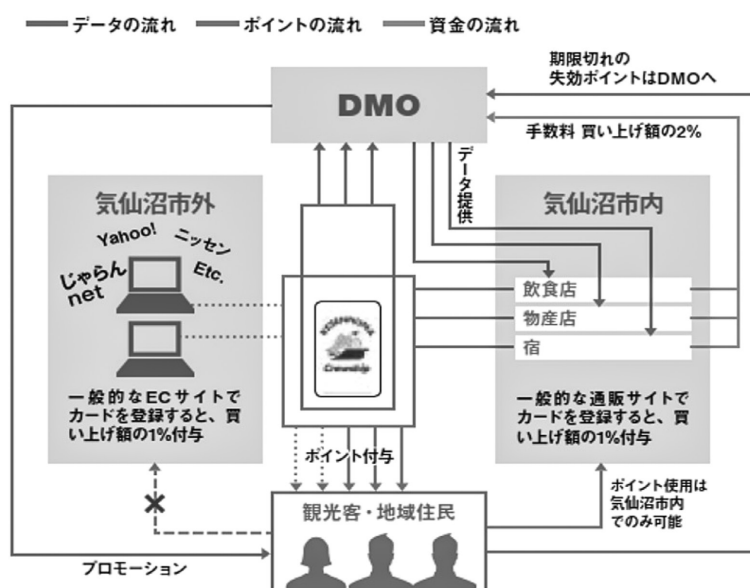 データの流れ
ポイントの流れ
資金の流れ
期限切れの
失効ポイントはDMOへ
DMO
手数料 買い上げ額の2%
データ提供
気仙沼市外
Yahoo!
ニッセン
じゃらん
net
Etc.
一般的なECサイトで
カードを登録すると、買
い上げ額の1%付与
気仙沼市内
飲食店
物産店
宿
一般的な通販サイトで
カードを登録すると、買
い上げ額の1%付与
Crewship
ポイント付与
ポイント使用は
気仙沼市内
でのみ可能
観光客・地域住民
プロモーション